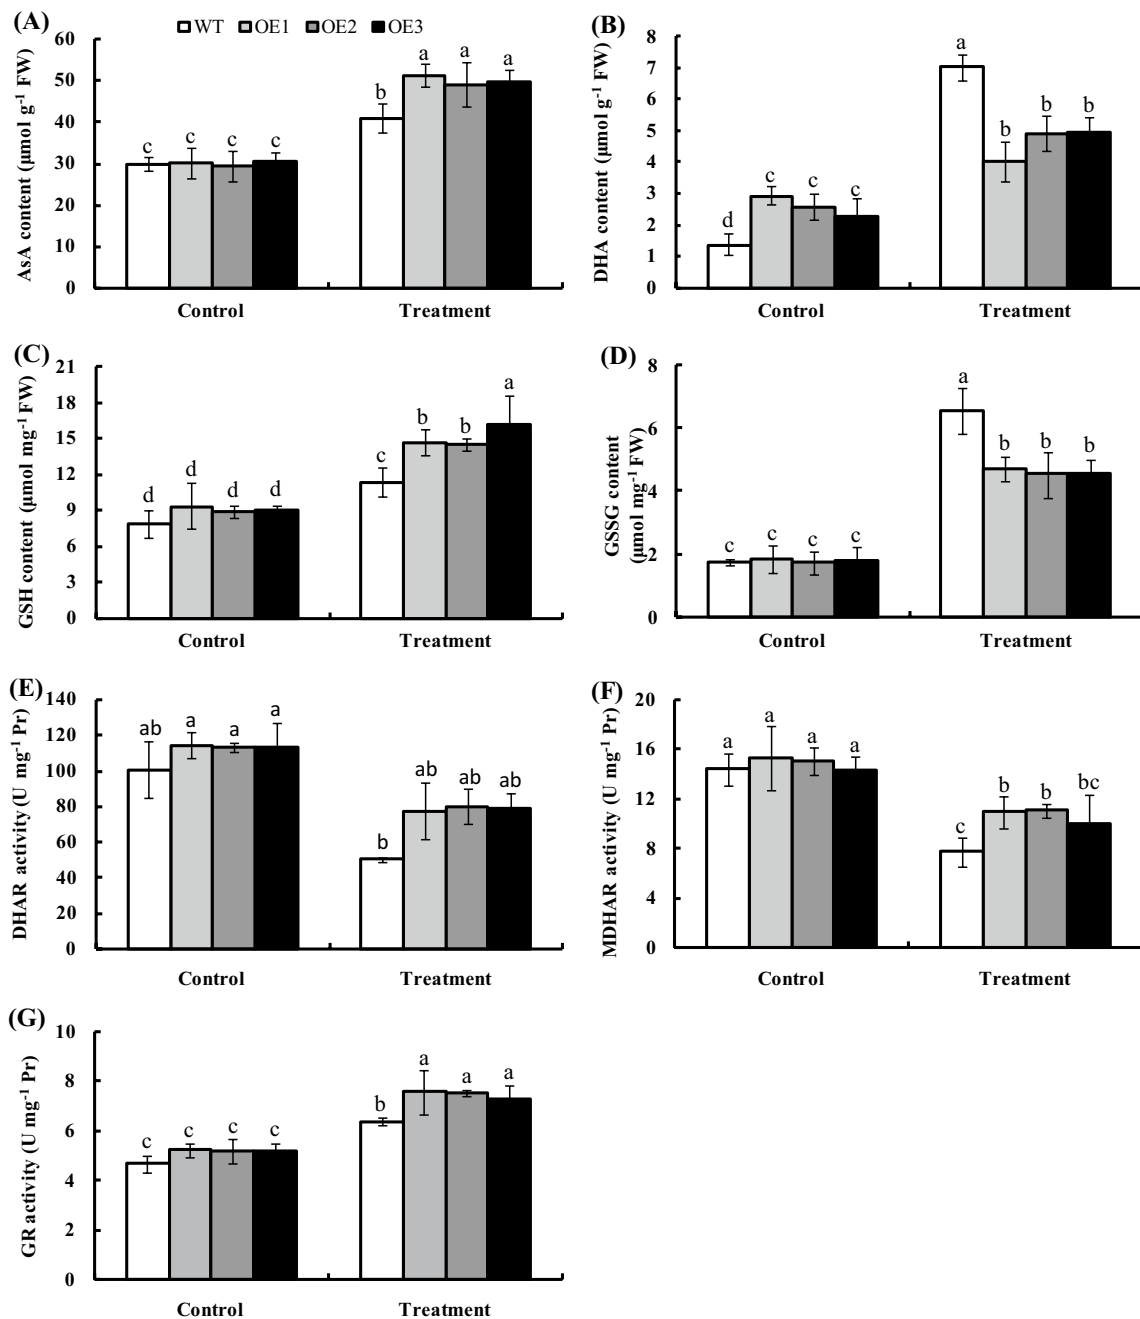 (A)
WT OE1 OE2 OE3
AsA content (μmol g⁻¹ FW)
60
50
40
30
20
10
0
c c c c
b a a a
Control Treatment
(B)
DHA content (μmol g⁻¹ FW)
8
7
6
5
4
3
2
1
0
d c c c
a b b b
Control Treatment
(C)
GSH content (μmol mg⁻¹ FW)
21
18
15
12
9
6
3
0
d d d d
c b b a
Control Treatment
(D)
GSSG content
(μmol mg⁻¹ FW)
8
6
4
2
0
c c c c
a b b b
Control Treatment
(E)
DHAR activity (U mg⁻¹ Pr)
140
120
100
80
60
40
20
0
ab a a a
b ab ab ab
Control Treatment
(F)
MDHAR activity (U mg⁻¹ Pr)
20
16
12
8
4
0
a a a a
c b b bc
Control Treatment
(G)
GR activity (U mg⁻¹ Pr)
10
8
6
4
2
0
c c c c
b a a a
Control Treatment